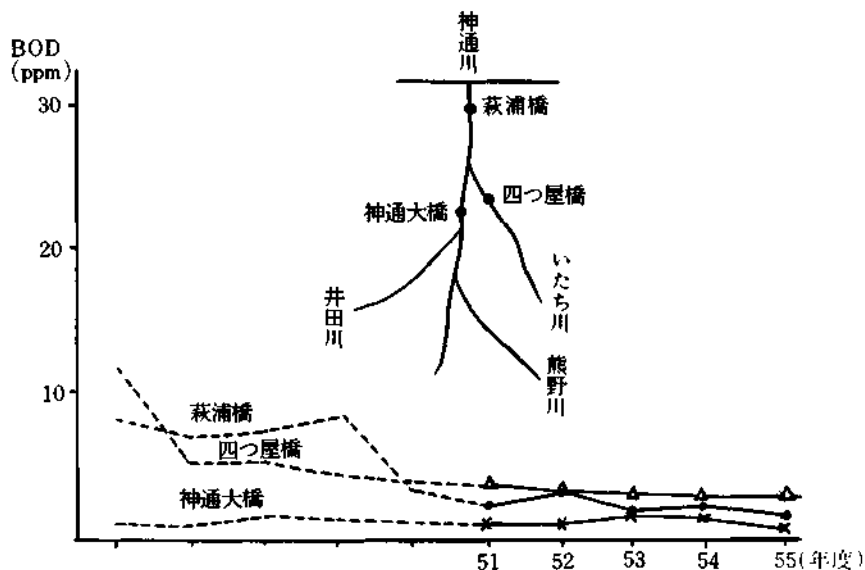 BOD
(ppm)
30
20
10
神通川
萩浦橋
四つ屋橋
神通大橋
いたち川
井田川
熊野川
萩浦橋
四つ屋橋
神通大橋
51 52 53 54 55(年度)